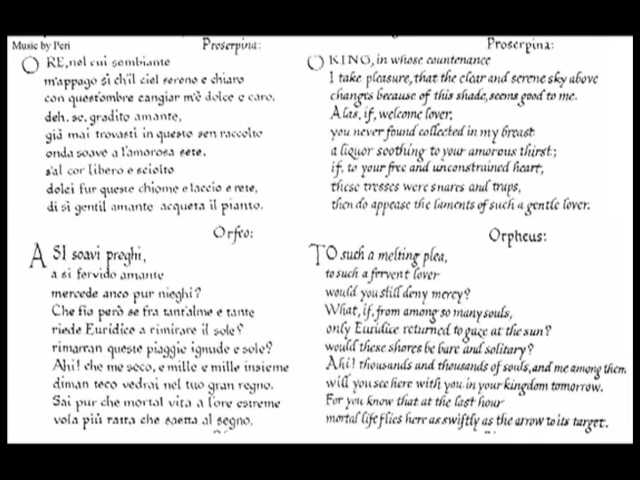 Music by Peri
Proserpina:
O RE, nel cui sembiante
m'appago sì ch'il ciel sereno e chiaro
con quest'ombre cangiar m'è dolce e caro,
deh, se, gradito amante,
già mai trovasti in questo sen raccolto
onda soave a l'amorosa sete,
s'al cor libero e sciolto
dolci fur queste chiome e laccio e rete,
di sì gentil amante acqueta il pianto.
Orfeo:
A SI soavi preghi,
a sì fervido amante
mercede anco pur nieghi?
Che fia però se fra tant'alme e tante
riede Euridice a rimirare il sole?
rimarran queste piaggie ignude e sole?
Ahi! che me seco, e mille e mille insieme
diman teco vedrai nel tuo gran regno.
Sai pur che mortal vita a l'ore estreme
vola più ratta che saetta al segno.
Proserpina:
O KING, in whose countenance
I take pleasure, that the clear and serene sky above
changes because of this shade, seems good to me.
Alas, if, welcome lover,
you never found collected in my breast
a liquor soothing to your amorous thirst;
if, to your free and unconstrained heart,
these tresses were snares and traps,
then do appease the laments of such a gentle lover.
Orpheus:
TO such a melting plea,
to such a fervent lover
would you still deny mercy?
What, if, from among so many souls,
only Euridice returned to gaze at the sun?
would these shores be bare and solitary?
Ahi! thousands and thousands of souls, and me among them
will you see here with you in your kingdom tomorrow.
For you know that at the last hour
mortal life flies here as swiftly as the arrow to its target.